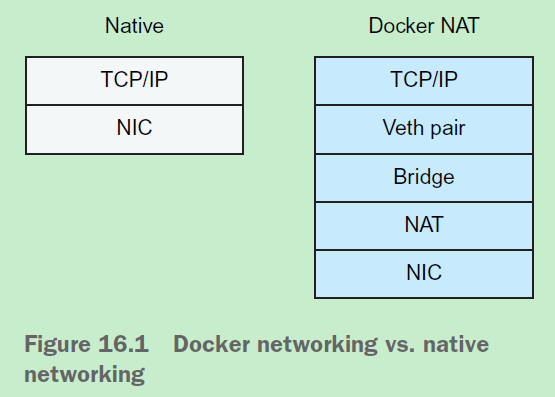 Native
Docker NAT
TCP/IP
NIC
TCP/IP
Veth pair
Bridge
NAT
NIC
Figure 16.1 Docker networking vs. native
networking